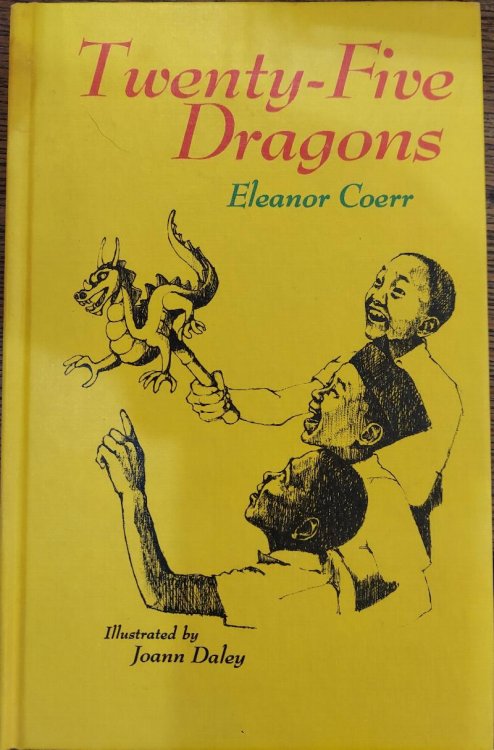 Twenty-Five
Dragons
Eleanor Coerr
Illustrated by
Joann Daley